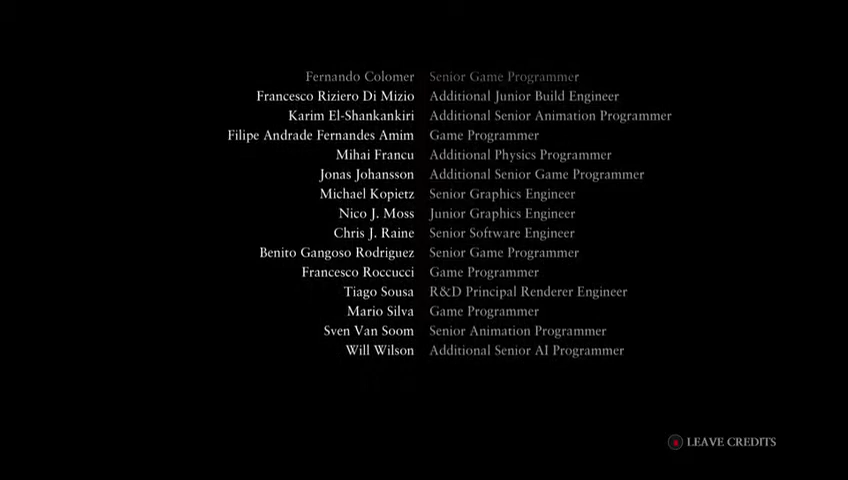 Fernando Colomer Senior Game Programmer
Francesco Riziero Di Mizio Additional Junior Build Engineer
Karim El-Shankankiri Additional Senior Animation Programmer
Filipe Andrade Fernandes Amim Game Programmer
Mihai Francu Additional Physics Programmer
Jonas Johansson Additional Senior Game Programmer
Michael Kopietz Senior Graphics Engineer
Nico J. Moss Junior Graphics Engineer
Chris J. Raine Senior Software Engineer
Benito Gangoso Rodriguez Senior Game Programmer
Francesco Roccucci Game Programmer
Tiago Sousa R&D Principal Renderer Engineer
Mario Silva Game Programmer
Sven Van Soom Senior Animation Programmer
Will Wilson Additional Senior AI Programmer
LEAVE CREDITS